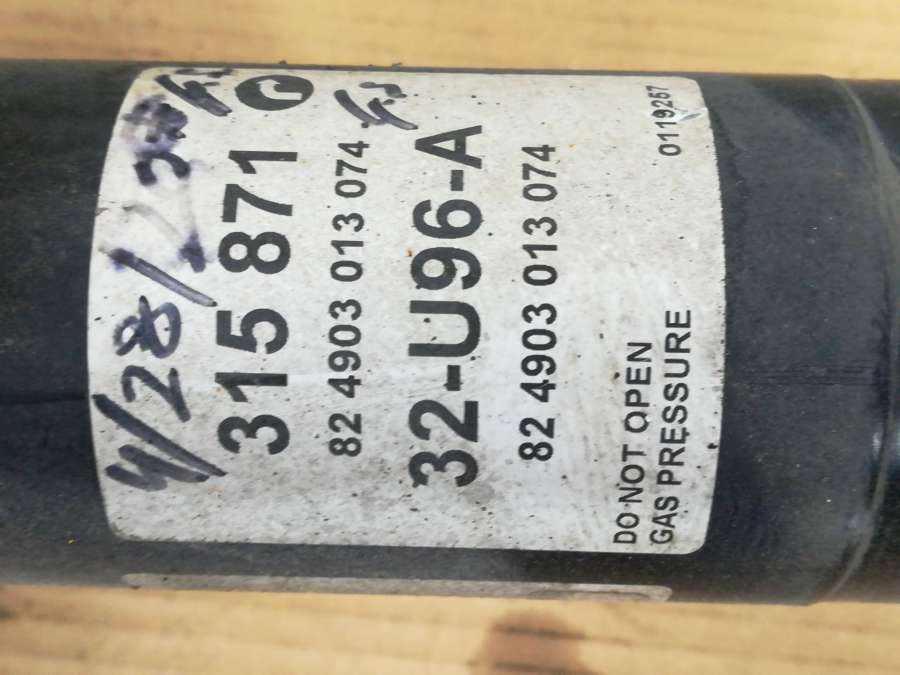 4/28/
315 871
82 4903 013 074
32-U96-A
82 4903 013 074
DO NOT OPEN
GAS PRESSURE
0119257